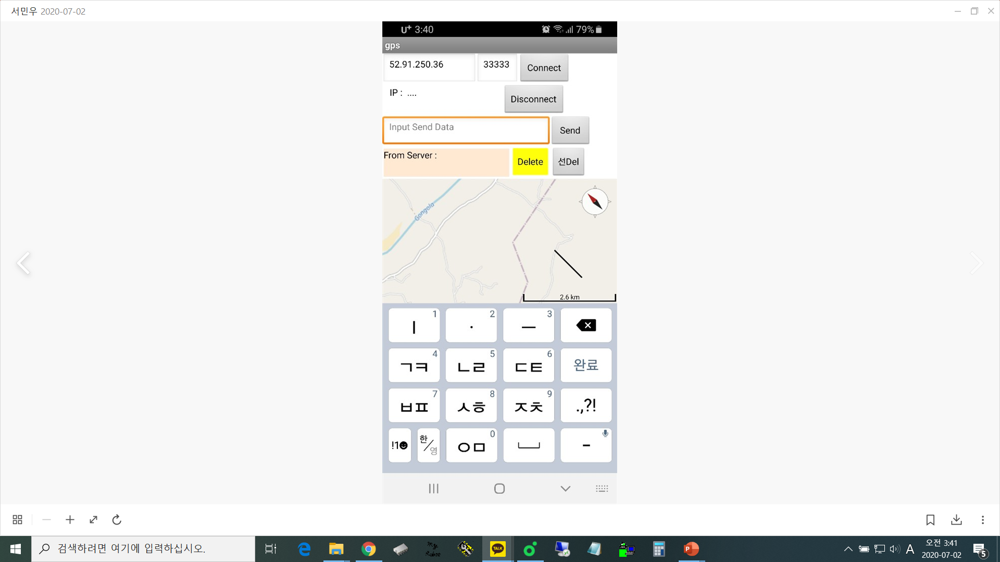 서민우 2020-07-02
U+ 3:40 79%
gps
52.91.250.36 33333 Connect
IP : .... Disconnect
Input Send Data Send
From Server : Delete 선Del
Gongola
2.6 km
ㅣ 1 · 2 ㅡ 3
ㄱㅋ 4 ㄴㄹ 5 ㄷㅌ 6 완료
ㅂㅍ 7 ㅅㅎ 8 ㅈㅊ 9 .,?!
!1☻ 한/영 ㅇㅁ 0 -
검색하려면 여기에 입력하십시오. My Robot TALK P A 오전 3:41
2020-07-02 5